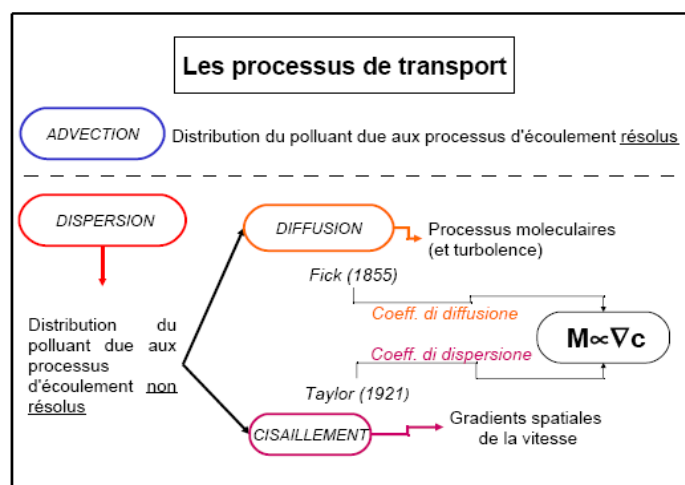 Les processus de transport
ADVECTION
Distribution du polluant due aux processus d'écoulement résolus
DISPERSION
DIFFUSION
Processus moleculaires
(et turbolence)
Fick (1855)
Coeff. di diffusione
Distribution du
polluant due aux
processus
d'écoulement non
résolus
M∝∇c
Coeff. di dispersione
Taylor (1921)
CISAILLEMENT
Gradients spatiales
de la vitesse